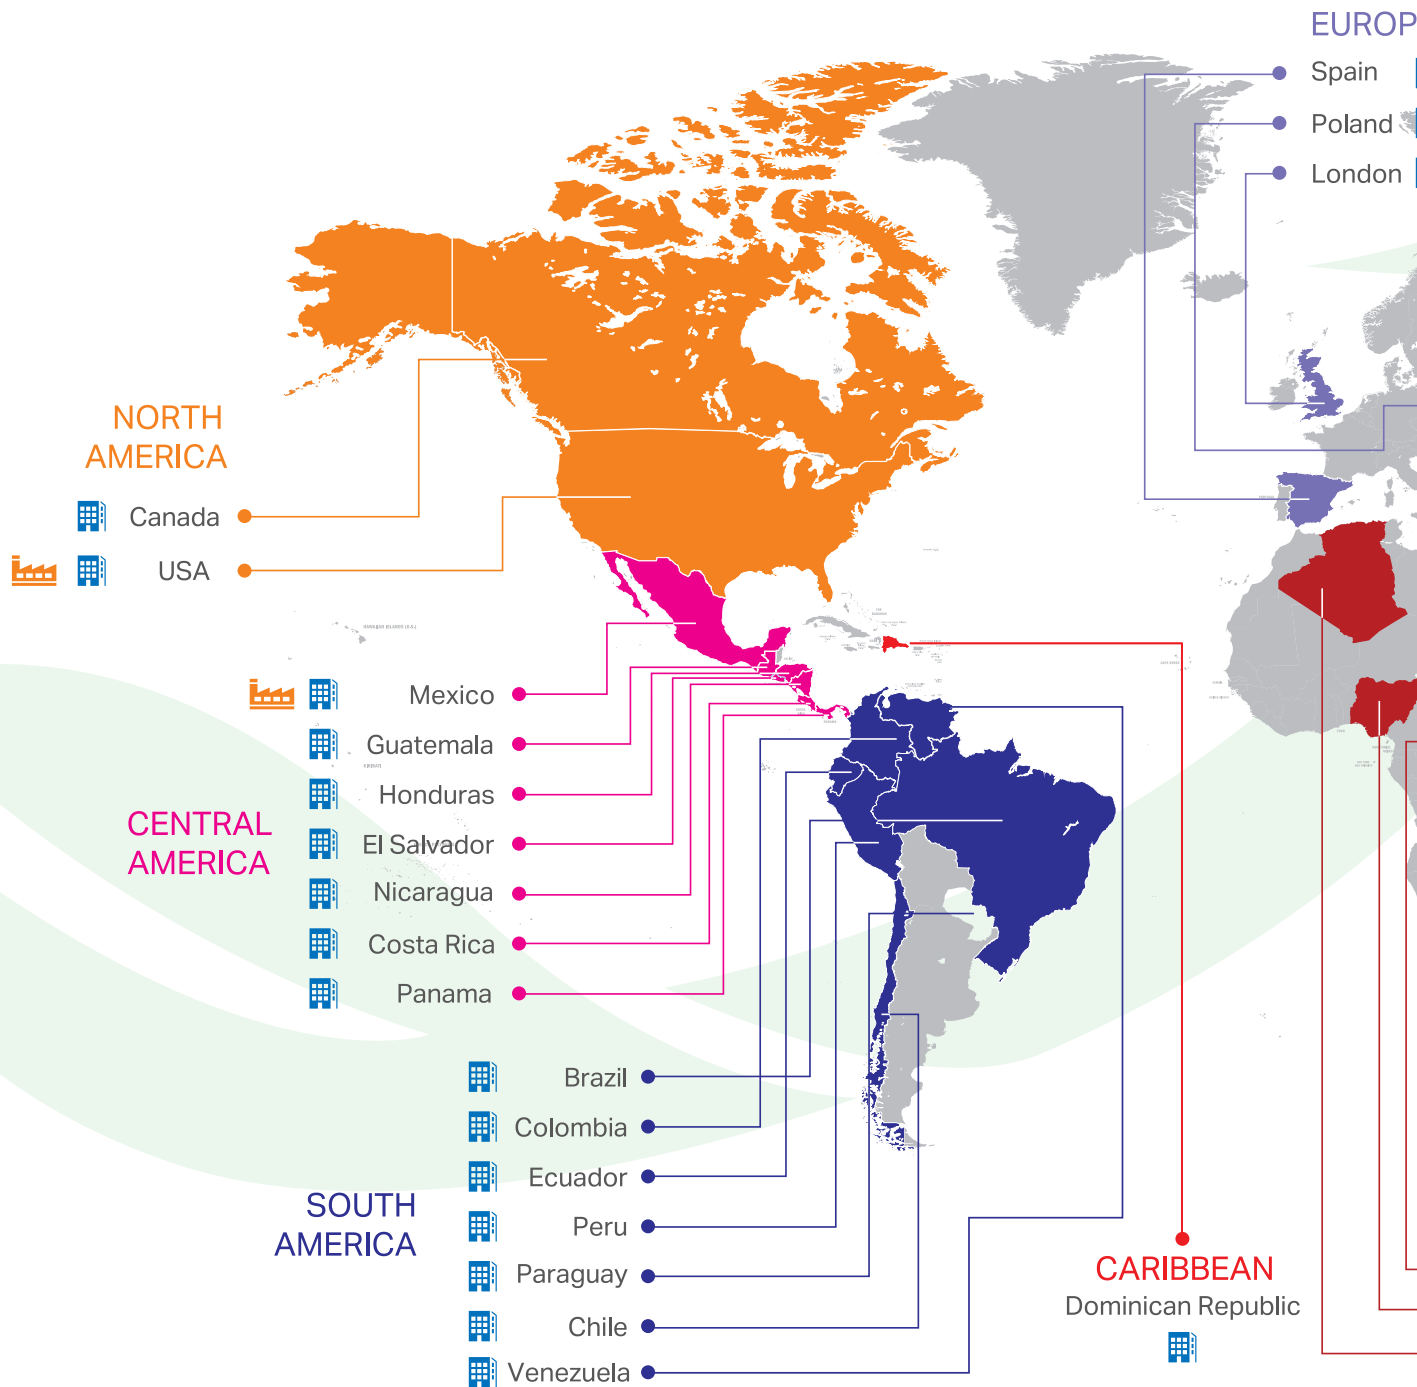 EUROP
Spain
Poland
London
NORTH
AMERICA
Canada
USA
Mexico
Guatemala
Honduras
El Salvador
Nicaragua
Costa Rica
Panama
CENTRAL
AMERICA
Brazil
Colombia
Ecuador
Peru
Paraguay
Chile
Venezuela
SOUTH
AMERICA
CARIBBEAN
Dominican Republic